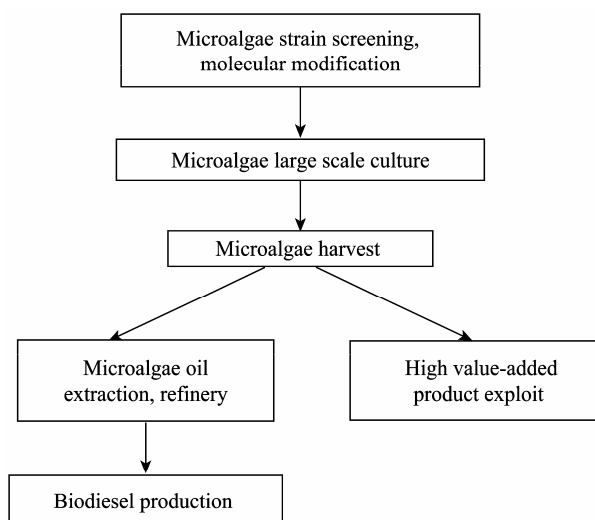 Microalgae strain screening,
molecular modification
Microalgae large scale culture
Microalgae harvest
Microalgae oil
extraction, refinery
High value-added
product exploit
Biodiesel production